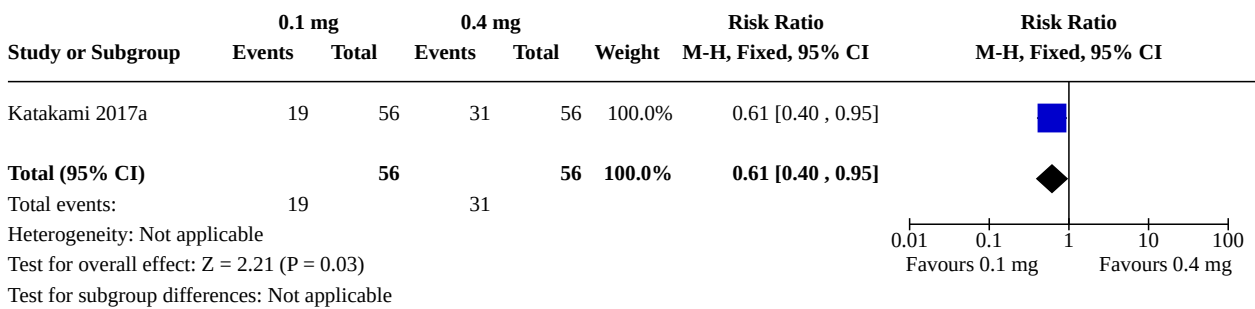 0.1 mg 0.4 mg Risk Ratio Risk Ratio
Study or Subgroup Events Total Events Total Weight M-H, Fixed, 95% CI M-H, Fixed, 95% CI
Katakami 2017a 19 56 31 56 100.0% 0.61 [0.40 , 0.95]
Total (95% CI) 56 56 100.0% 0.61 [0.40 , 0.95]
Total events: 19 31
Heterogeneity: Not applicable 0.01 0.1 1 10 100
Test for overall effect: Z = 2.21 (P = 0.03) Favours 0.1 mg Favours 0.4 mg
Test for subgroup differences: Not applicable